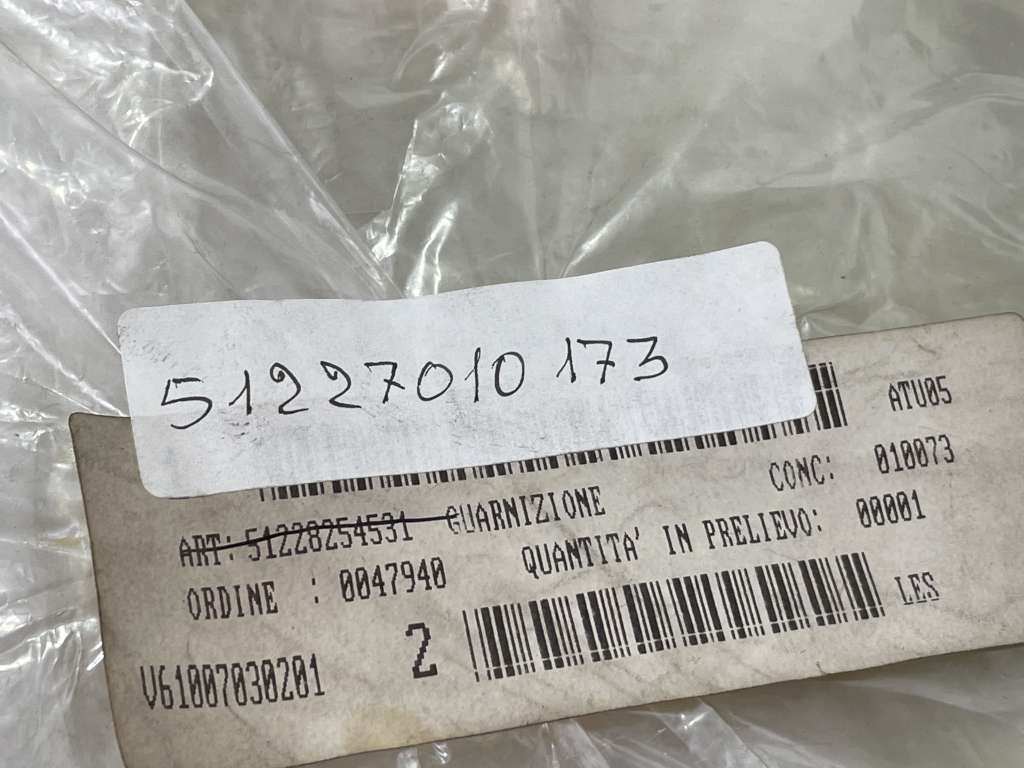 51227010173
ATU05
CONC: 010073
ART: 51228254531 GUARNIZIONE
QUANTITA' IN PRELIEVO: 00001
ORDINE : 0047940
LES
2
V61007030201